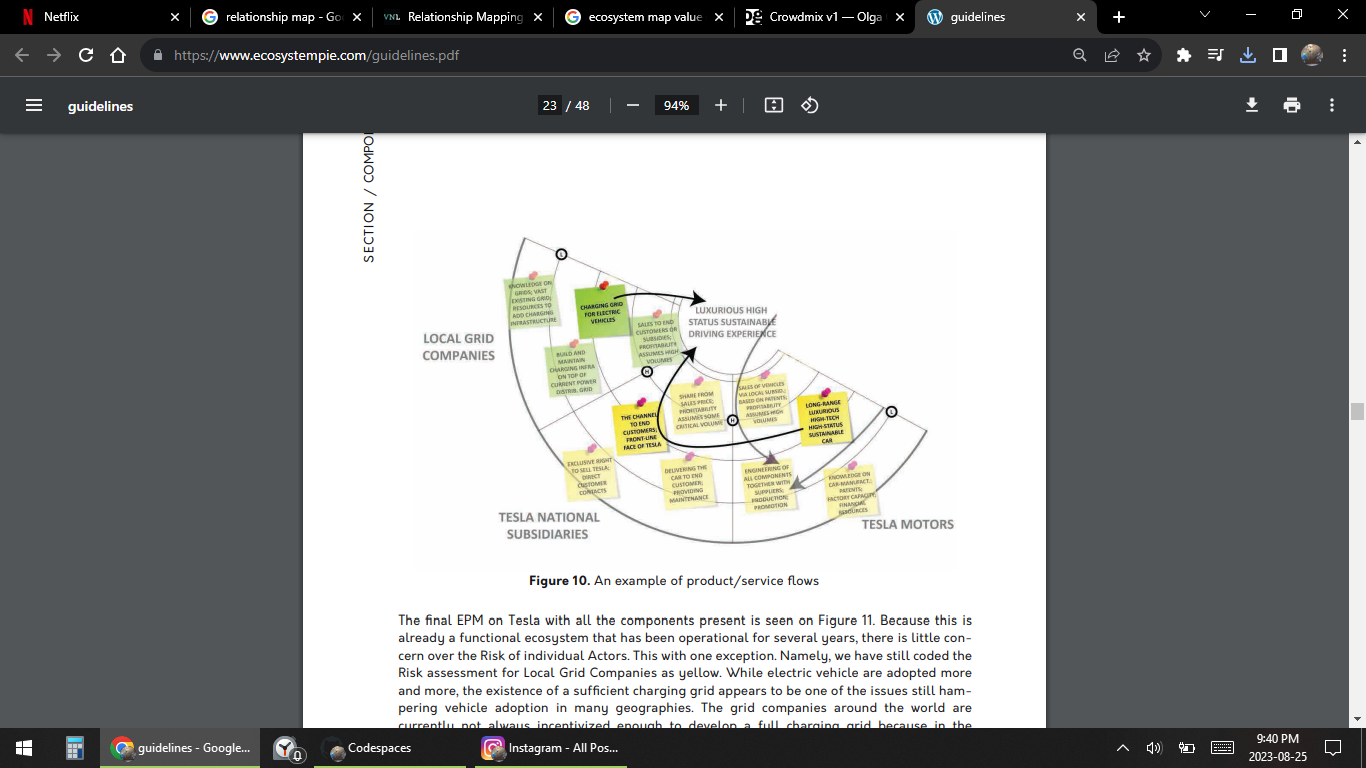 Netflix
relationship map - Goo
VNL Relationship Mapping
ecosystem map value
Crowdmix v1 — Olga
guidelines
https://www.ecosystempie.com/guidelines.pdf
guidelines
23 / 48
94%
SECTION / COMPO
L
KNOWLEDGE ON
GRIDS; VAST
EXISTING GRID;
RESOURCES TO
ADD CHARGING
INFRASTRUCTURE
CHARGING GRID
FOR ELECTRIC
VEHICLES
SALES TO END
CUSTOMERS OR
SUBSIDIES;
PROFITABILITY
ASSUMES HIGH
VOLUMES
LUXURIOUS HIGH
STATUS SUSTAINABLE
DRIVING EXPERIENCE
LOCAL GRID
COMPANIES
BUILD AND
MAINTAIN
CHARGING INFRA
ON TOP OF
CURRENT POWER
DISTRIB. GRID
H
SHARE FROM
SALES PRICE;
PROFITABILITY
ASSUMES SOME
CRITICAL VOLUME
SALES OF VEHICLES
VIA LOCAL SUBSID.;
BASED ON PATENTS;
PROFITABILITY
ASSUMES HIGH
VOLUMES
THE CHANNEL
TO END
CUSTOMERS;
FRONT-LINE
FACE OF TESLA
H
LONG-RANGE
LUXURIOUS
HIGH-TECH
HIGH-STATUS
SUSTAINABLE
CAR
L
EXCLUSIVE RIGHT
TO SELL TESLA;
DIRECT
CUSTOMER
CONTACTS
DELIVERING THE
CAR TO END
CUSTOMER;
PROVIDING
MAINTENANCE
ENGINEERING OF
ALL COMPONENTS
TOGETHER WITH
SUPPLIERS;
PRODUCTION;
PROMOTION
KNOWLEDGE ON
CAR-MANUFACT.;
PATENTS;
FACTORY CAPACITY;
FINANCIAL
RESOURCES
TESLA NATIONAL
SUBSIDIARIES
TESLA MOTORS
Figure 10. An example of product/service flows
The final EPM on Tesla with all the components present is seen on Figure 11. Because this is
already a functional ecosystem that has been operational for several years, there is little con-
cern over the Risk of individual Actors. This with one exception. Namely, we have still coded the
Risk assessment for Local Grid Companies as yellow. While electric vehicle are adopted more
and more, the existence of a sufficient charging grid appears to be one of the issues still ham-
pering vehicle adoption in many geographies. The grid companies around the world are
currently not always incentivized enough to develop a full charging grid because in the
guidelines - Google...
0
Codespaces
Instagram - All Pos...
9:40 PM
2023-08-25